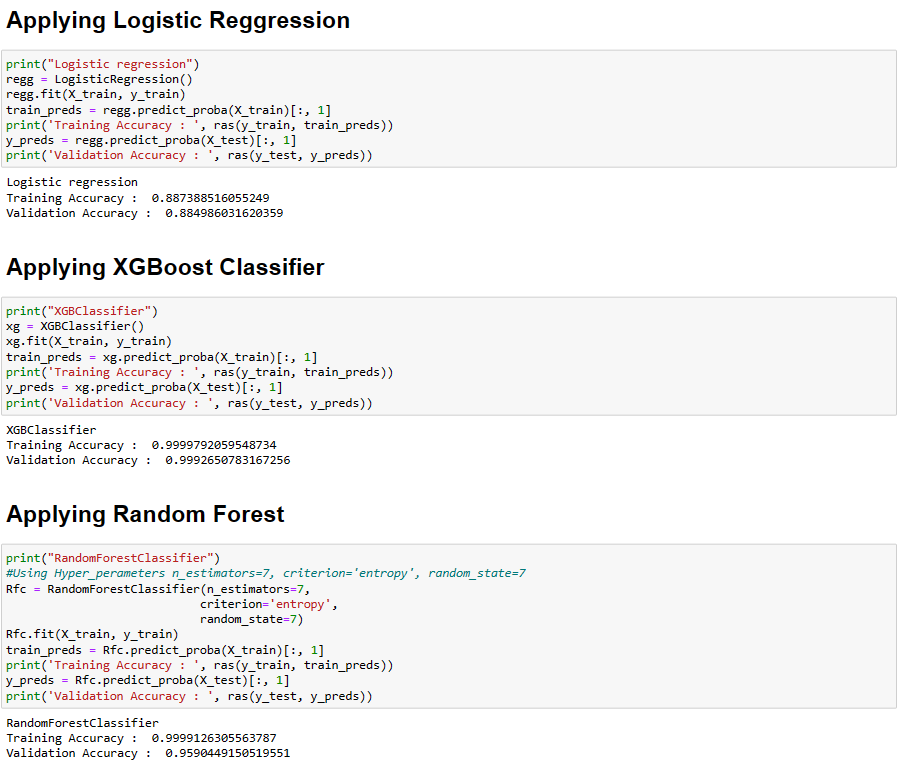 Applying Logistic Reggression
print("Logistic regression")
regg = LogisticRegression()
regg.fit(X_train, y_train)
train_preds = regg.predict_proba(X_train)[:, 1]
print('Training Accuracy : ', ras(y_train, train_preds))
y_preds = regg.predict_proba(X_test)[:, 1]
print('Validation Accuracy : ', ras(y_test, y_preds))
Logistic regression
Training Accuracy :  0.887388516055249
Validation Accuracy :  0.884986031620359
Applying XGBoost Classifier
print("XGBClassifier")
xg = XGBClassifier()
xg.fit(X_train, y_train)
train_preds = xg.predict_proba(X_train)[:, 1]
print('Training Accuracy : ', ras(y_train, train_preds))
y_preds = xg.predict_proba(X_test)[:, 1]
print('Validation Accuracy : ', ras(y_test, y_preds))
XGBClassifier
Training Accuracy :  0.9999792059548734
Validation Accuracy :  0.9992650783167256
Applying Random Forest
print("RandomForestClassifier")
#Using Hyper_perameters n_estimators=7, criterion='entropy', random_state=7
Rfc = RandomForestClassifier(n_estimators=7,
                            criterion='entropy',
                            random_state=7)
Rfc.fit(X_train, y_train)
train_preds = Rfc.predict_proba(X_train)[:, 1]
print('Training Accuracy : ', ras(y_train, train_preds))
y_preds = Rfc.predict_proba(X_test)[:, 1]
print('Validation Accuracy : ', ras(y_test, y_preds))
RandomForestClassifier
Training Accuracy :  0.9999126305563787
Validation Accuracy :  0.9590449150519551